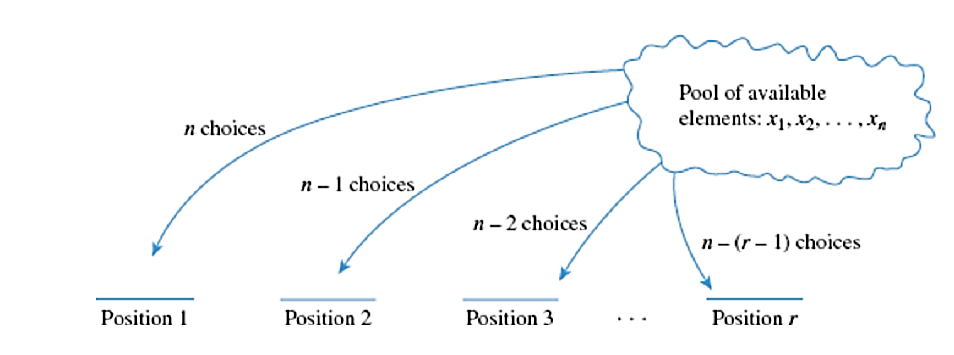 Pool of available
elements: x₁, x₂, . . . , xₙ
n choices
n – 1 choices
n – 2 choices
n – (r – 1) choices
Position 1
Position 2
Position 3
. . .
Position r